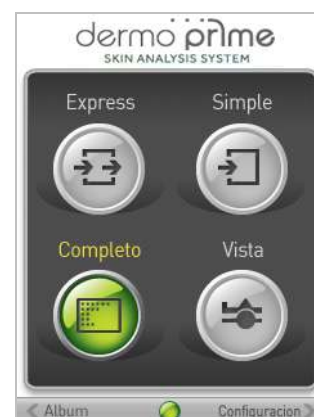 dermo prime
SKIN ANALYSIS SYSTEM
Express Simple
Completo Vista
< Album Configuracion >